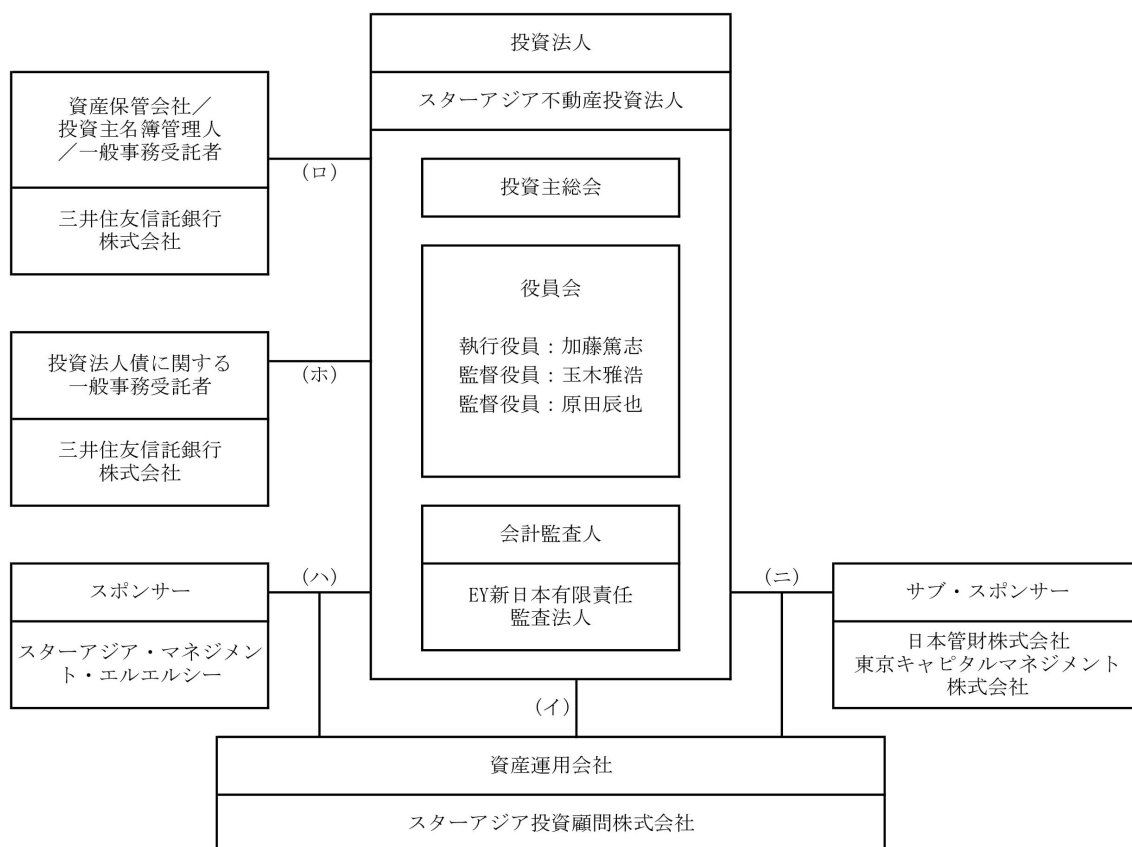 投資法人
スターアジア不動産投資法人
資産保管会社／
投資主名簿管理人
／一般事務受託者
三井住友信託銀行
株式会社
(ロ)
投資主総会
役員会
執行役員：加藤篤志
監督役員：玉木雅浩
監督役員：原田辰也
投資法人債に関する
一般事務受託者
三井住友信託銀行
株式会社
(ホ)
会計監査人
EY新日本有限責任
監査法人
スポンサー
スターアジア・マネジメン
ト・エルエルシー
(ハ)
(ニ)
サブ・スポンサー
日本管財株式会社
東京キャピタルマネジメント
株式会社
(イ)
資産運用会社
スターアジア投資顧問株式会社